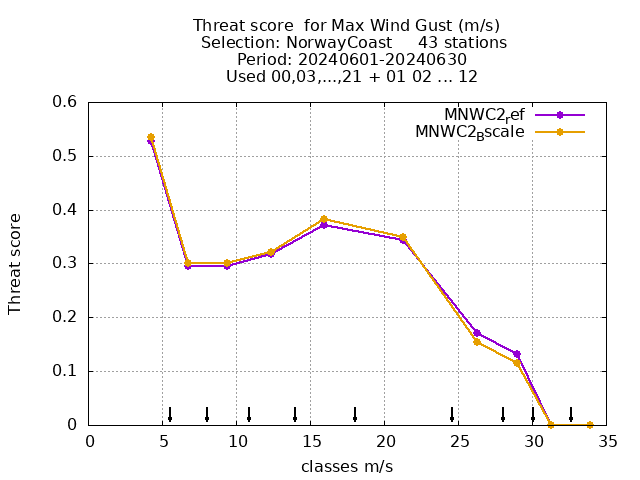 Threat score  for Max Wind Gust (m/s)
Selection: NorwayCoast     43 stations
Period: 20240601-20240630
Used 00,03,...,21 + 01 02 ... 12
MNWC2ref
MNWC2Bscale
0.6
0.5
0.4
0.3
0.2
0.1
0
Threat score
0 5 10 15 20 25 30 35
classes m/s